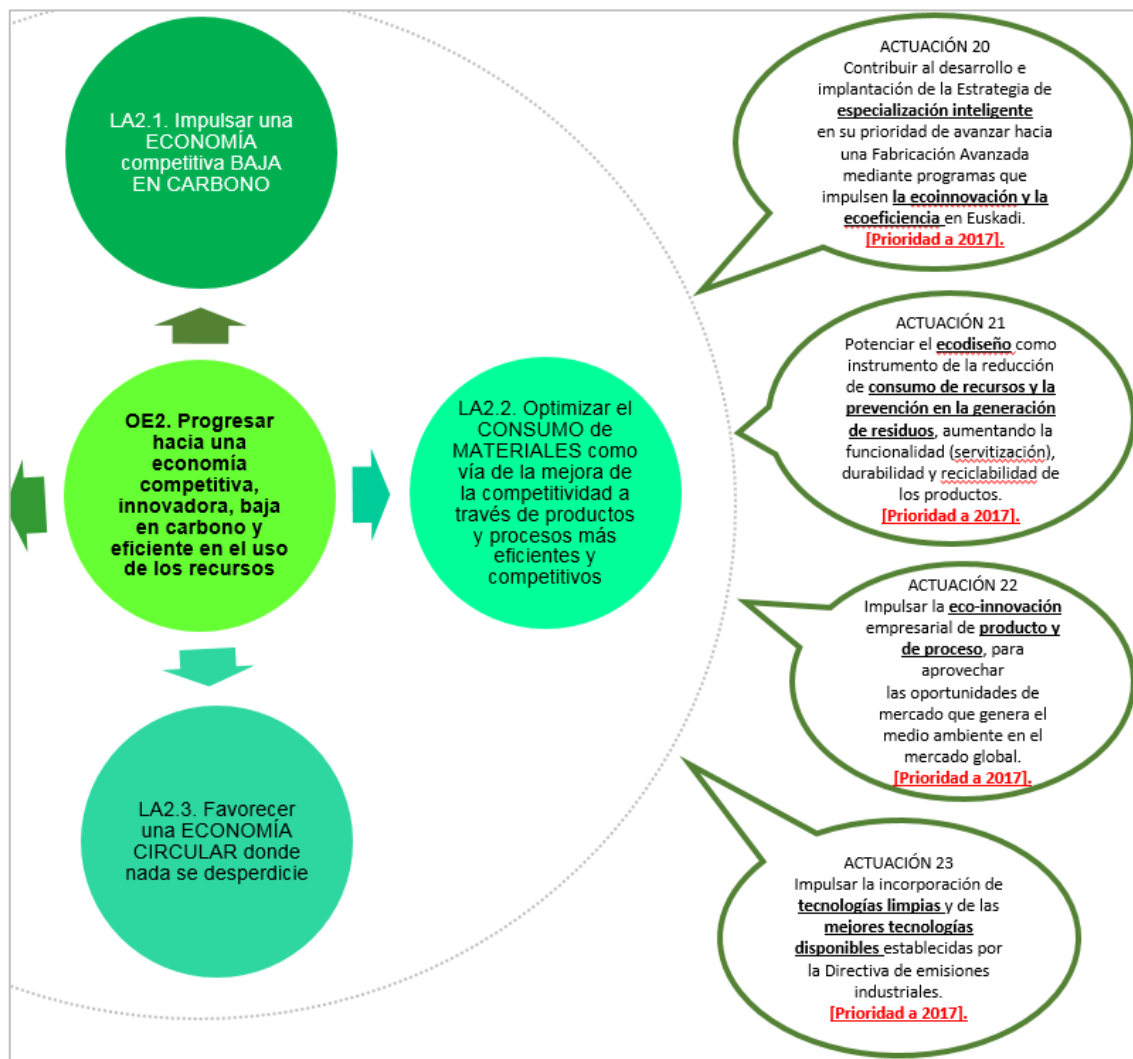 LA2.1. Impulsar una
ECONOMÍA
competitiva BAJA
EN CARBONO
OE2. Progresar
hacia una
economía
competitiva,
innovadora, baja
en carbono y
eficiente en el uso
de los recursos
LA2.2. Optimizar el
CONSUMO de
MATERIALES como
vía de la mejora de
la competitividad a
través de productos
y procesos más
eficientes y
competitivos
LA2.3. Favorecer
una ECONOMÍA
CIRCULAR donde
nada se desperdicie
ACTUACIÓN 20
Contribuir al desarrollo e
implantación de la Estrategia de
especialización inteligente
en su prioridad de avanzar hacia
una Fabricación Avanzada
mediante programas que
impulsen la ecoinnovación y la
ecoeficiencia en Euskadi.
[Prioridad a 2017].
ACTUACIÓN 21
Potenciar el ecodiseño como
instrumento de la reducción
de consumo de recursos y la
prevención en la generación
de residuos, aumentando la
funcionalidad (servitización),
durabilidad y reciclabilidad de
los productos.
[Prioridad a 2017].
ACTUACIÓN 22
Impulsar la eco-innovación
empresarial de producto y
de proceso, para
aprovechar
las oportunidades de
mercado que genera el
medio ambiente en el
mercado global.
[Prioridad a 2017].
ACTUACIÓN 23
Impulsar la incorporación de
tecnologías limpias y de las
mejores tecnologías
disponibles establecidas por
la Directiva de emisiones
industriales.
[Prioridad a 2017].